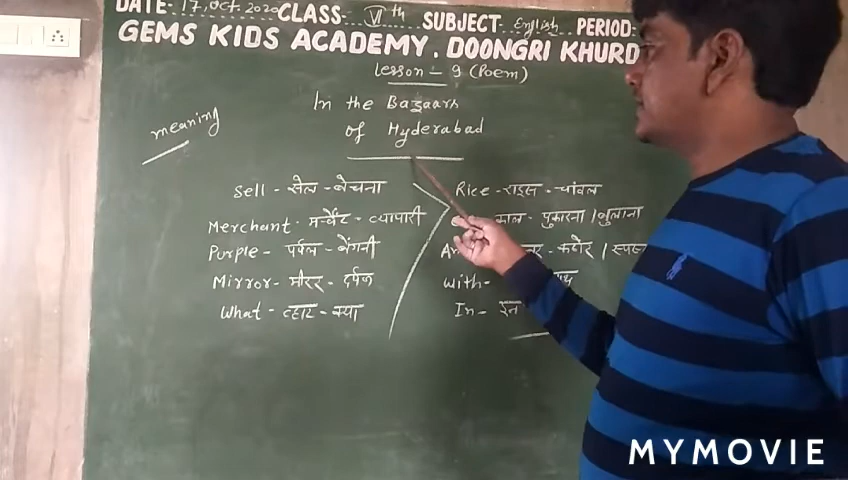 DATE- 17, Oct. 2020 CLASS- VIth SUBJECT English PERIOD-
GEMS KIDS ACADEMY. DOONGRI KHURD
Lesson - 9 (Poem)
In the Bazaars
of Hyderabad
meaning
Sell - सेल - बेचना
Merchant - मर्चेंट - व्यापारी
Purple - पर्पल - बैंगनी
Mirror - मीरर - दर्पण
What - व्हाट - क्या
Rice - राइस - चांवल
काल - पुकारना / बुलाना
With-
In - इन
MYMOVIE